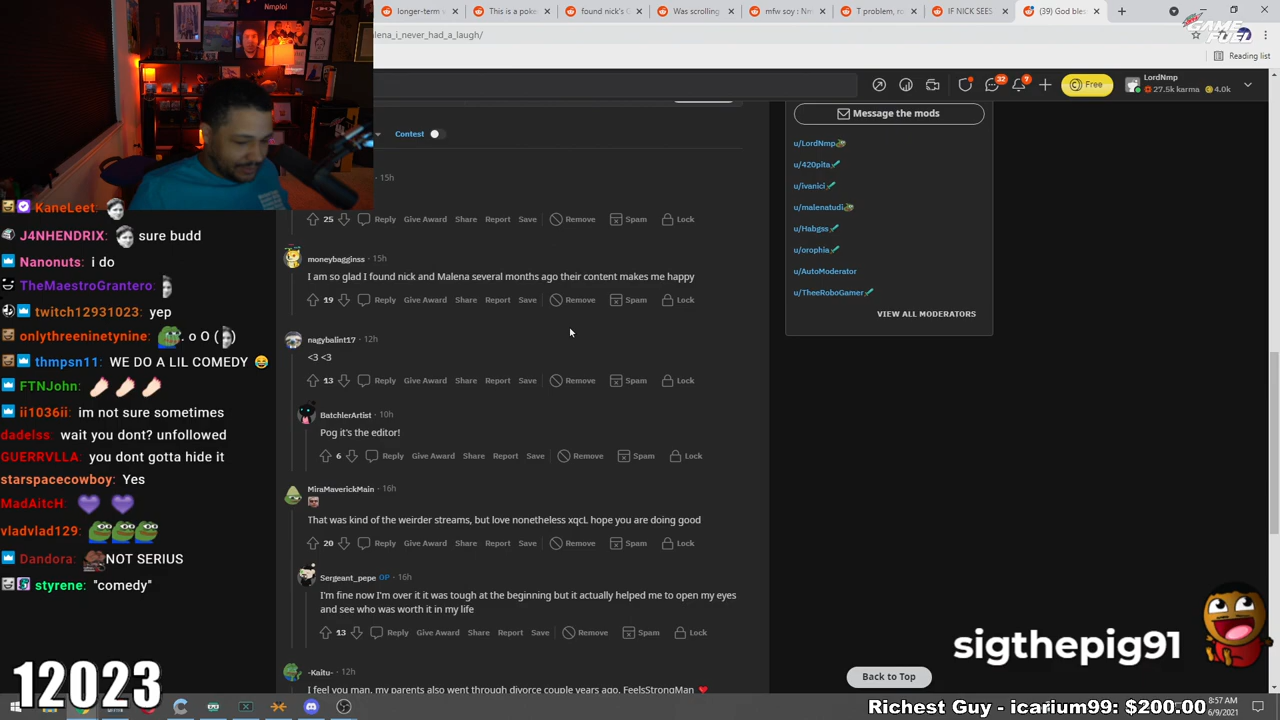 Nmploi
longer-term
This is a poke
found nick's
Was scrolling
mfw soy : Nm
T problem, ro
IF NICK SEES
(39) God bles
GAME FUEL
alena_i_never_had_a_laugh/
Reading list
32
9
Free
LordNmp
27.5k karma
4.0k
Contest
Message the mods
u/LordNmp
u/420pita
u/ivanici
u/malenatudi
u/Habgss
u/orophia
u/AutoModerator
u/TheeRoboGamer
VIEW ALL MODERATORS
· 15h
25 Reply Give Award Share Report Save Remove Spam Lock
moneybagginss · 15h
I am so glad I found nick and Malena several months ago their content makes me happy
19 Reply Give Award Share Report Save Remove Spam Lock
nagybalint17 · 12h
<3 <3
13 Reply Give Award Share Report Save Remove Spam Lock
BatchlerArtist · 10h
Pog it's the editor!
6 Reply Give Award Share Report Save Remove Spam Lock
MiraMaverickMain · 16h
That was kind of the weirder streams, but love nonetheless xqcL hope you are doing good
20 Reply Give Award Share Report Save Remove Spam Lock
Sergeant_pepe OP · 16h
I'm fine now I'm over it it was tough at the beginning but it actually helped me to open my eyes
and see who was worth it in my life
13 Reply Give Award Share Report Save Remove Spam Lock
-Kaitu- · 12h
I feel you man, my parents also went through divorce couple years ago. FeelsStrongMan ❤
KaneLeet:
J4NHENDRIX: sure budd
Nanonuts: i do
TheMaestroGrantero:
twitch12931023: yep
onlythreeninetynine: . o O ( )
thmpsn11: WE DO A LIL COMEDY 😂
FTNJohn:
ii1036ii: im not sure sometimes
dadelss: wait you dont? unfollowed
GUERRVLLA: you dont gotta hide it
starspacecowboy: Yes
MadAitcH: 💜 💜
vladvlad129:
Dandora: NOT SERIUS
styrene: "comedy"
12023
sigthepig91
Back to Top
Richest Guy - icarium99: $200.00
8:57 AM
6/9/2021